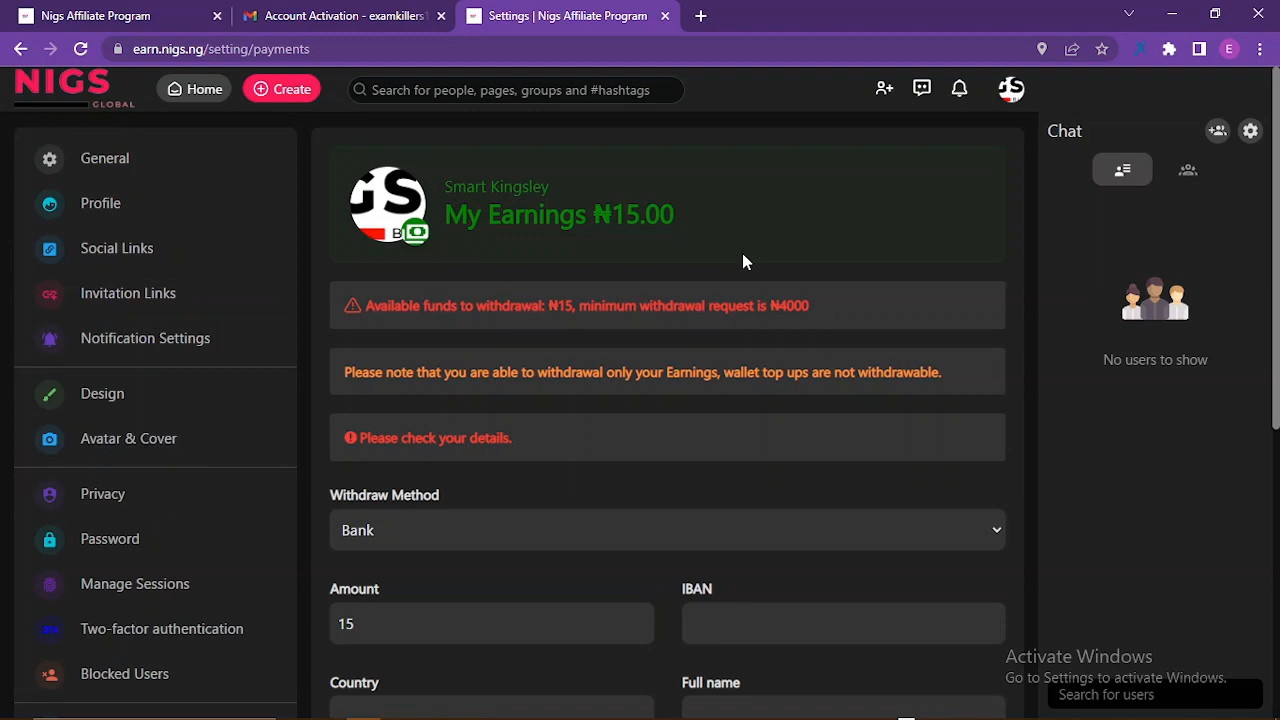 Nigs Affiliate Program
Account Activation - examkillers1
Settings | Nigs Affiliate Program
earn.nigs.ng/setting/payments
E
NIGS
GLOBAL
Home
Create
Search for people, pages, groups and #hashtags
General
Profile
Social Links
Invitation Links
Notification Settings
Design
Avatar & Cover
Privacy
Password
Manage Sessions
Two-factor authentication
Blocked Users
Smart Kingsley
My Earnings ₦15.00
Available funds to withdrawal: ₦15, minimum withdrawal request is ₦4000
Please note that you are able to withdrawal only your Earnings, wallet top ups are not withdrawable.
Please check your details.
Withdraw Method
Bank
Amount
IBAN
15
Country
Full name
Chat
No users to show
Activate Windows
Go to Settings to activate Windows.
Search for users